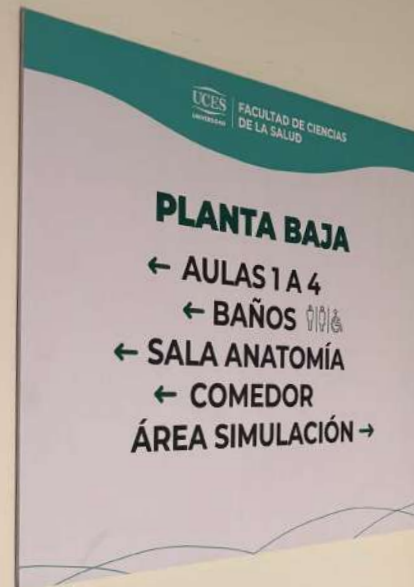 UCES
UNIVERSIDAD
FACULTAD DE CIENCIAS
DE LA SALUD
PLANTA BAJA
← AULAS 1 A 4
← BAÑOS
← SALA ANATOMÍA
← COMEDOR
ÁREA SIMULACIÓN →